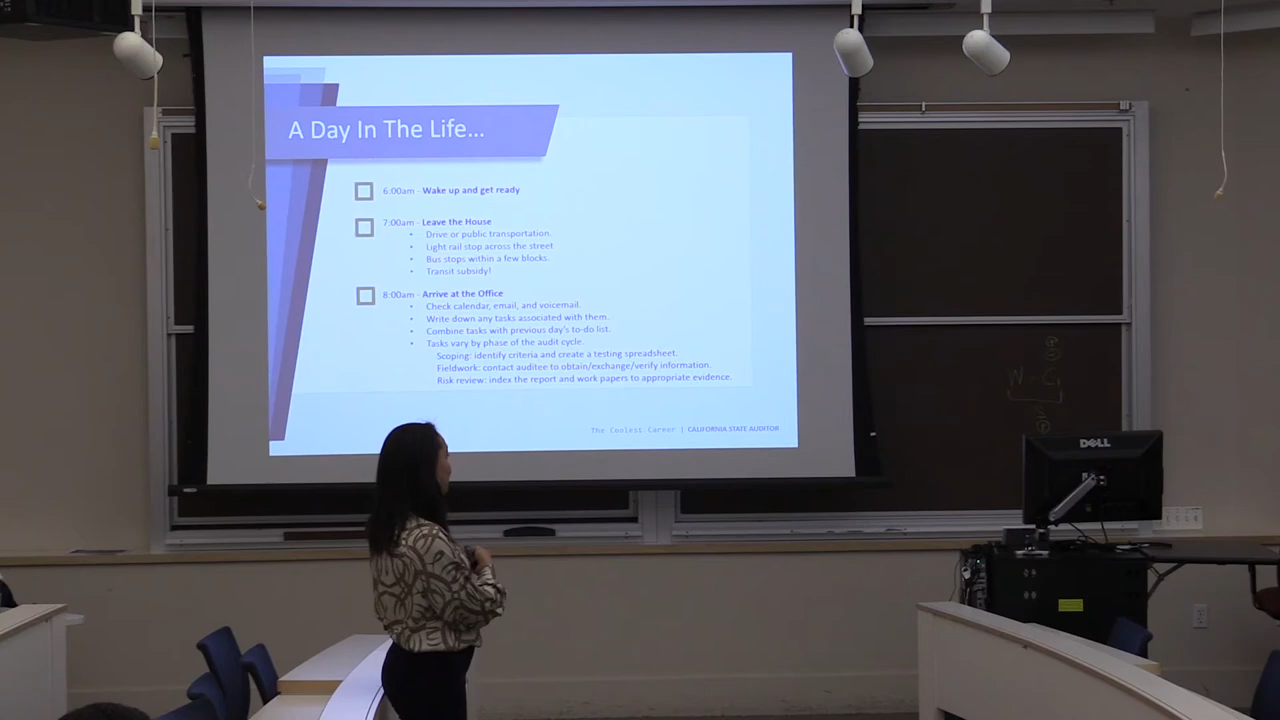 A Day In The Life...
6:00am - Wake up and get ready
7:00am - Leave the House
• Drive or public transportation.
• Light rail stop across the street
• Bus stops within a few blocks.
• Transit subsidy!
8:00am - Arrive at the Office
• Check calendar, email, and voicemail.
• Write down any tasks associated with them.
• Combine tasks with previous day's to-do list.
• Tasks vary by phase of the audit cycle.
Scoping: identify criteria and create a testing spreadsheet.
Fieldwork: contact auditee to obtain/exchange/verify information.
Risk review: index the report and work papers to appropriate evidence.
The Coolest Career | CALIFORNIA STATE AUDITOR
DELL